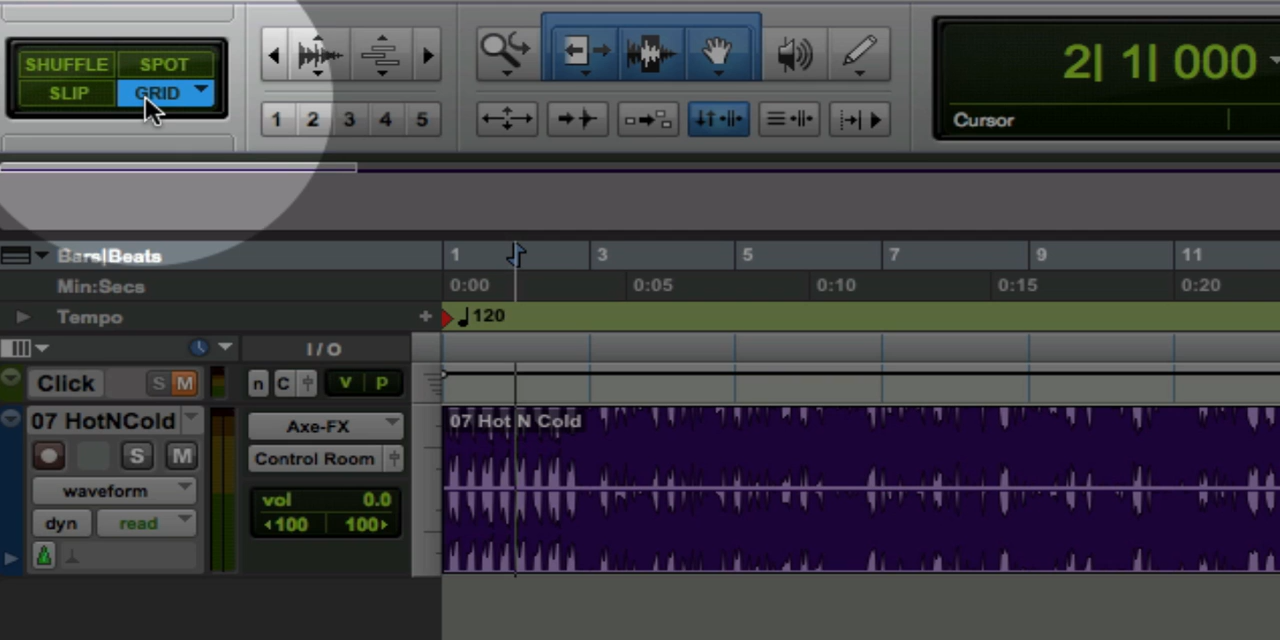 SHUFFLE SPOT
SLIP GRID
1 2 3 4 5
2| 1| 000
Cursor
Bars|Beats 1 3 5 7 9 11
Min:Secs 0:00 0:05 0:10 0:15 0:20
Tempo + 120
I / O
Click S M n C V P
07 HotNCold
07 Hot N Cold
Axe-FX
S M
Control Room
waveform
vol 0.0
dyn read
100 100